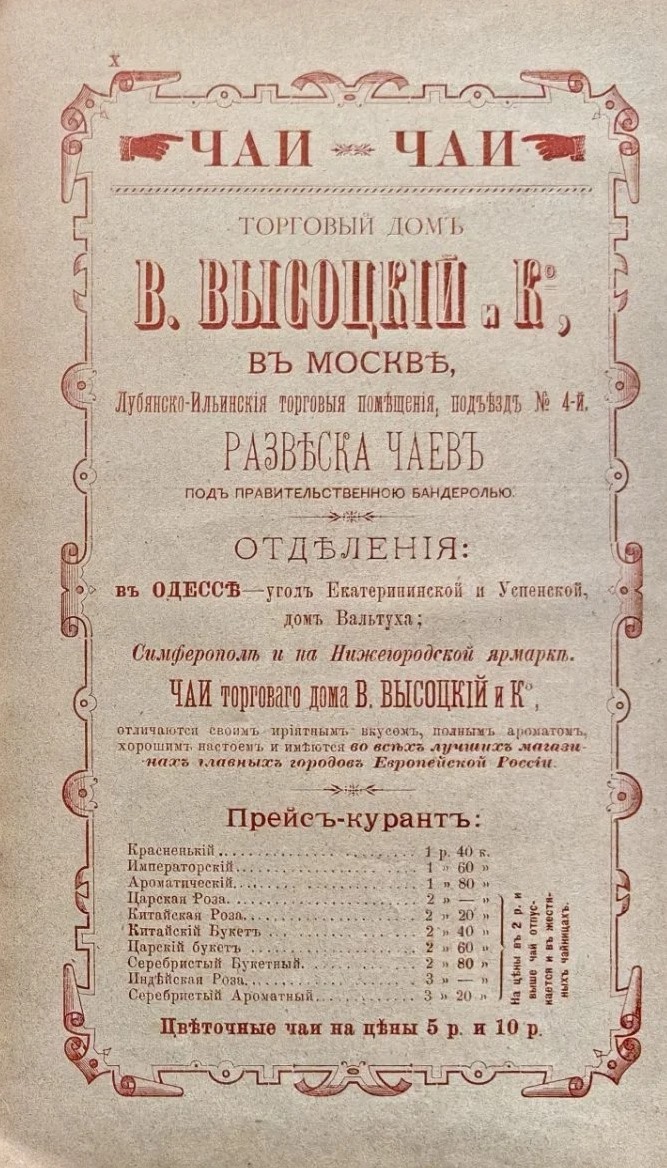 X
ЧАИ ЧАИ
ТОРГОВЫЙ ДОМЪ
В. ВЫСОЦКІЙ и Кº,
ВЪ МОСКВѢ,
Лубянско-Ильинскія торговыя помѣщенія, подъѣздъ № 4-й.
РАЗВѢСКА ЧАЕВЪ
ПОДЪ ПРАВИТЕЛЬСТВЕННОЮ БАНДЕРОЛЬЮ.
ОТДѢЛЕНІЯ:
въ ОДЕССѢ—уголъ Екатерининской и Успенской,
домъ Вальтуха;
Симферополѣ и на Нижегородской ярмаркѣ.
ЧАИ торговаго дома В. ВЫСОЦКІЙ и Кº,
отличаются своимъ пріятнымъ вкусомъ, полнымъ ароматомъ,
хорошимъ настоемъ и имѣются во всѣхъ лучшихъ магази-
нахъ главныхъ городовъ Европейской Россіи.
Прейсъ-курантъ:
Красненькій 1 р. 40 к.
Императорскій 1 » 60 »
Ароматическій 1 » 80 »
Царская Роза 2 » — »
Китайская Роза 2 » 20 »
Китайскій Букетъ 2 » 40 »
Царскій букетъ 2 » 60 »
Серебристый Букетный 2 » 80 »
Индѣйская Роза 3 » — »
Серебристый Ароматный 3 » 20 »
На цѣны въ 2 р. и
выше чай отпус-
кается и въ жестя-
ныхъ чайницахъ.
Цвѣточные чаи на цѣны 5 р. и 10 р.